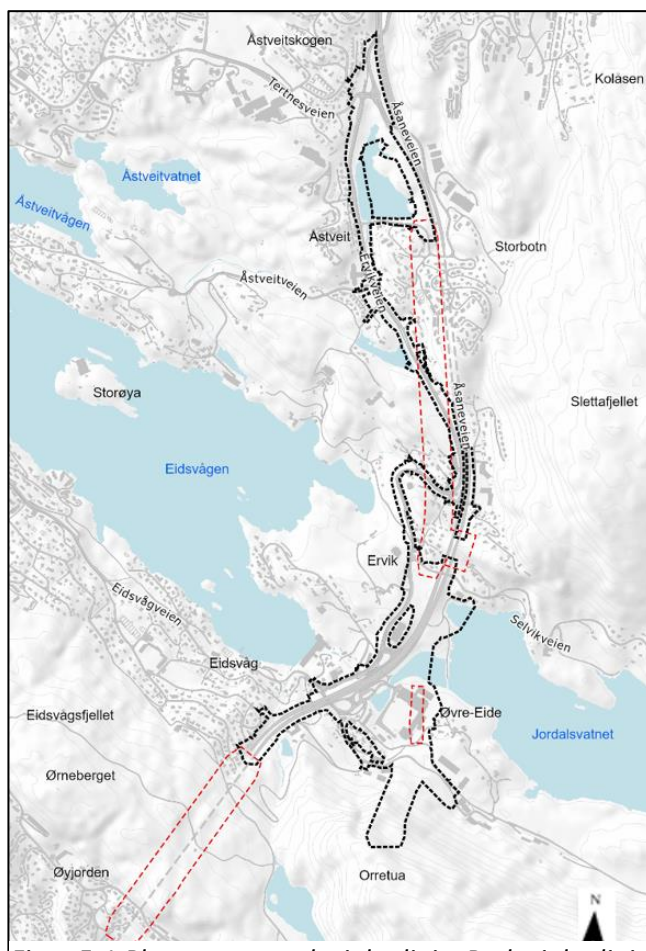 Åstveitskogen
Kolåsen
Tertnesveien
Åsaneveien
Åstveitvatnet
Åstveitvågen
Åstveit
Storbotn
Ervikveien
Åstveitveien
Storøya
Åsaneveien
Slettafjellet
Eidsvågen
Ervik
Eidsvågveien
Selvikveien
Eidsvåg
Øvre-Eide
Eidsvågsfjellet
Jordalsvatnet
Ørneberget
Øyjorden
Orretua
N